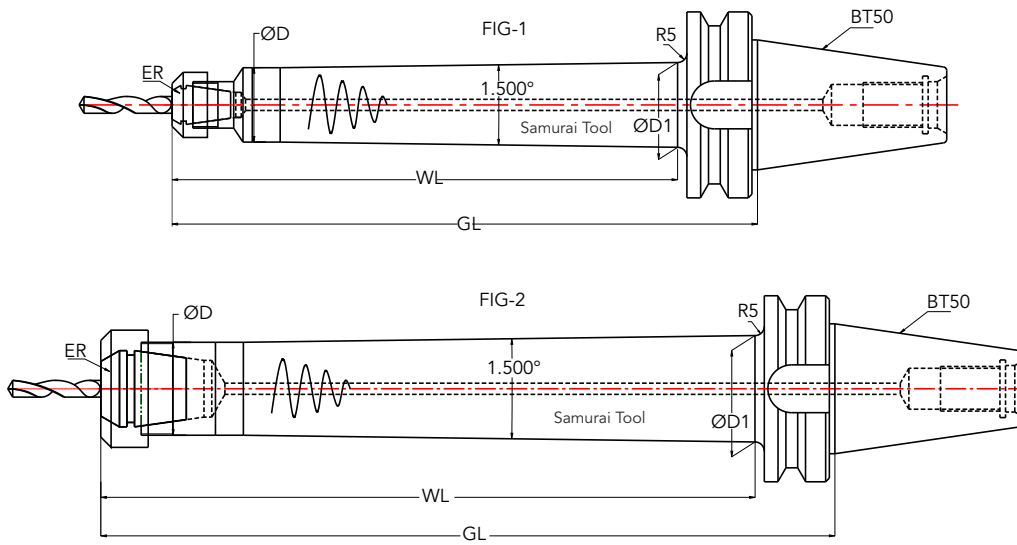 FIG-1
BT50
ØD
R5
ER
1.500°
Samurai Tool
ØD1
WL
GL
FIG-2
BT50
ØD
R5
ER
1.500°
Samurai Tool
ØD1
WL
GL